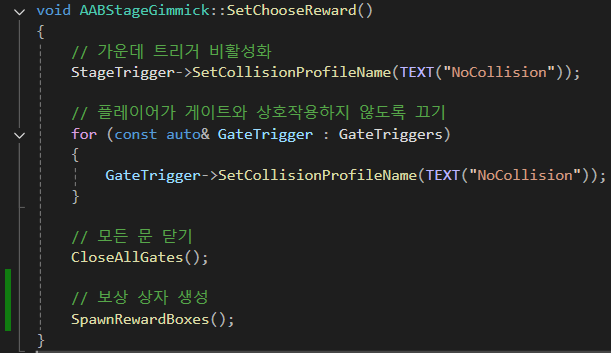 void AABStageGimmick::SetChooseReward()
{
// 가운데 트리거 비활성화
StageTrigger->SetCollisionProfileName(TEXT("NoCollision"));
// 플레이어가 게이트와 상호작용하지 않도록 끄기
for (const auto& GateTrigger : GateTriggers)
{
GateTrigger->SetCollisionProfileName(TEXT("NoCollision"));
}
// 모든 문 닫기
CloseAllGates();
// 보상 상자 생성
SpawnRewardBoxes();
}